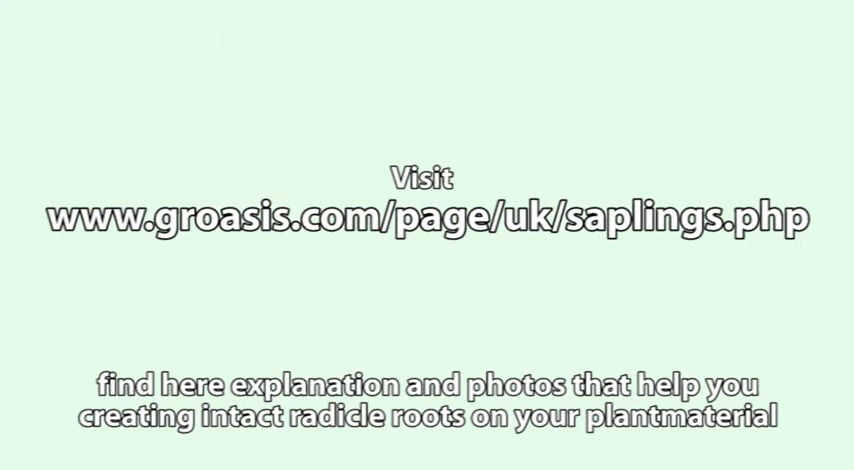 Visit
www.groasis.com/page/uk/saplings.php
find here explanation and photos that help you
creating intact radicle roots on your plantmaterial